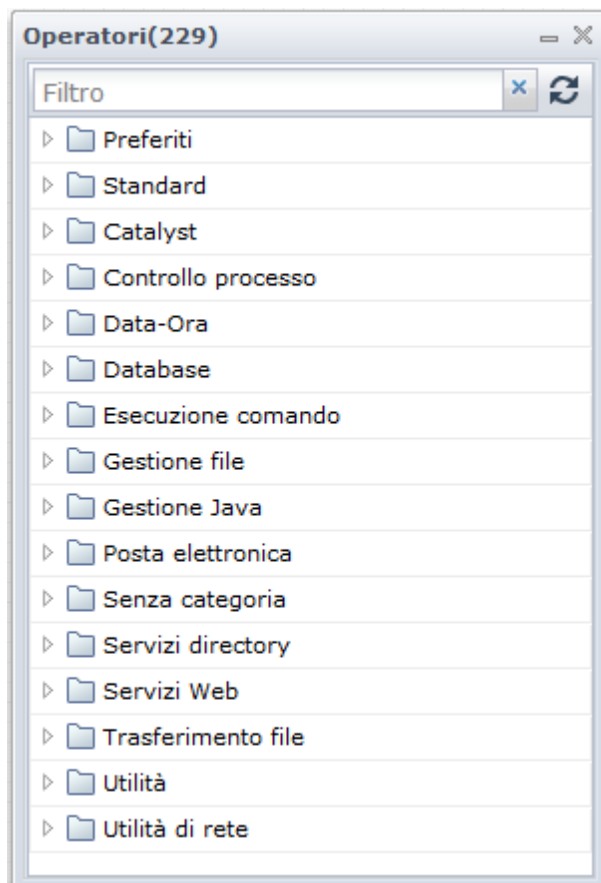 Operatori(229)
Filtro
Preferiti
Standard
Catalyst
Controllo processo
Data-Ora
Database
Esecuzione comando
Gestione file
Gestione Java
Posta elettronica
Senza categoria
Servizi directory
Servizi Web
Trasferimento file
Utilità
Utilità di rete